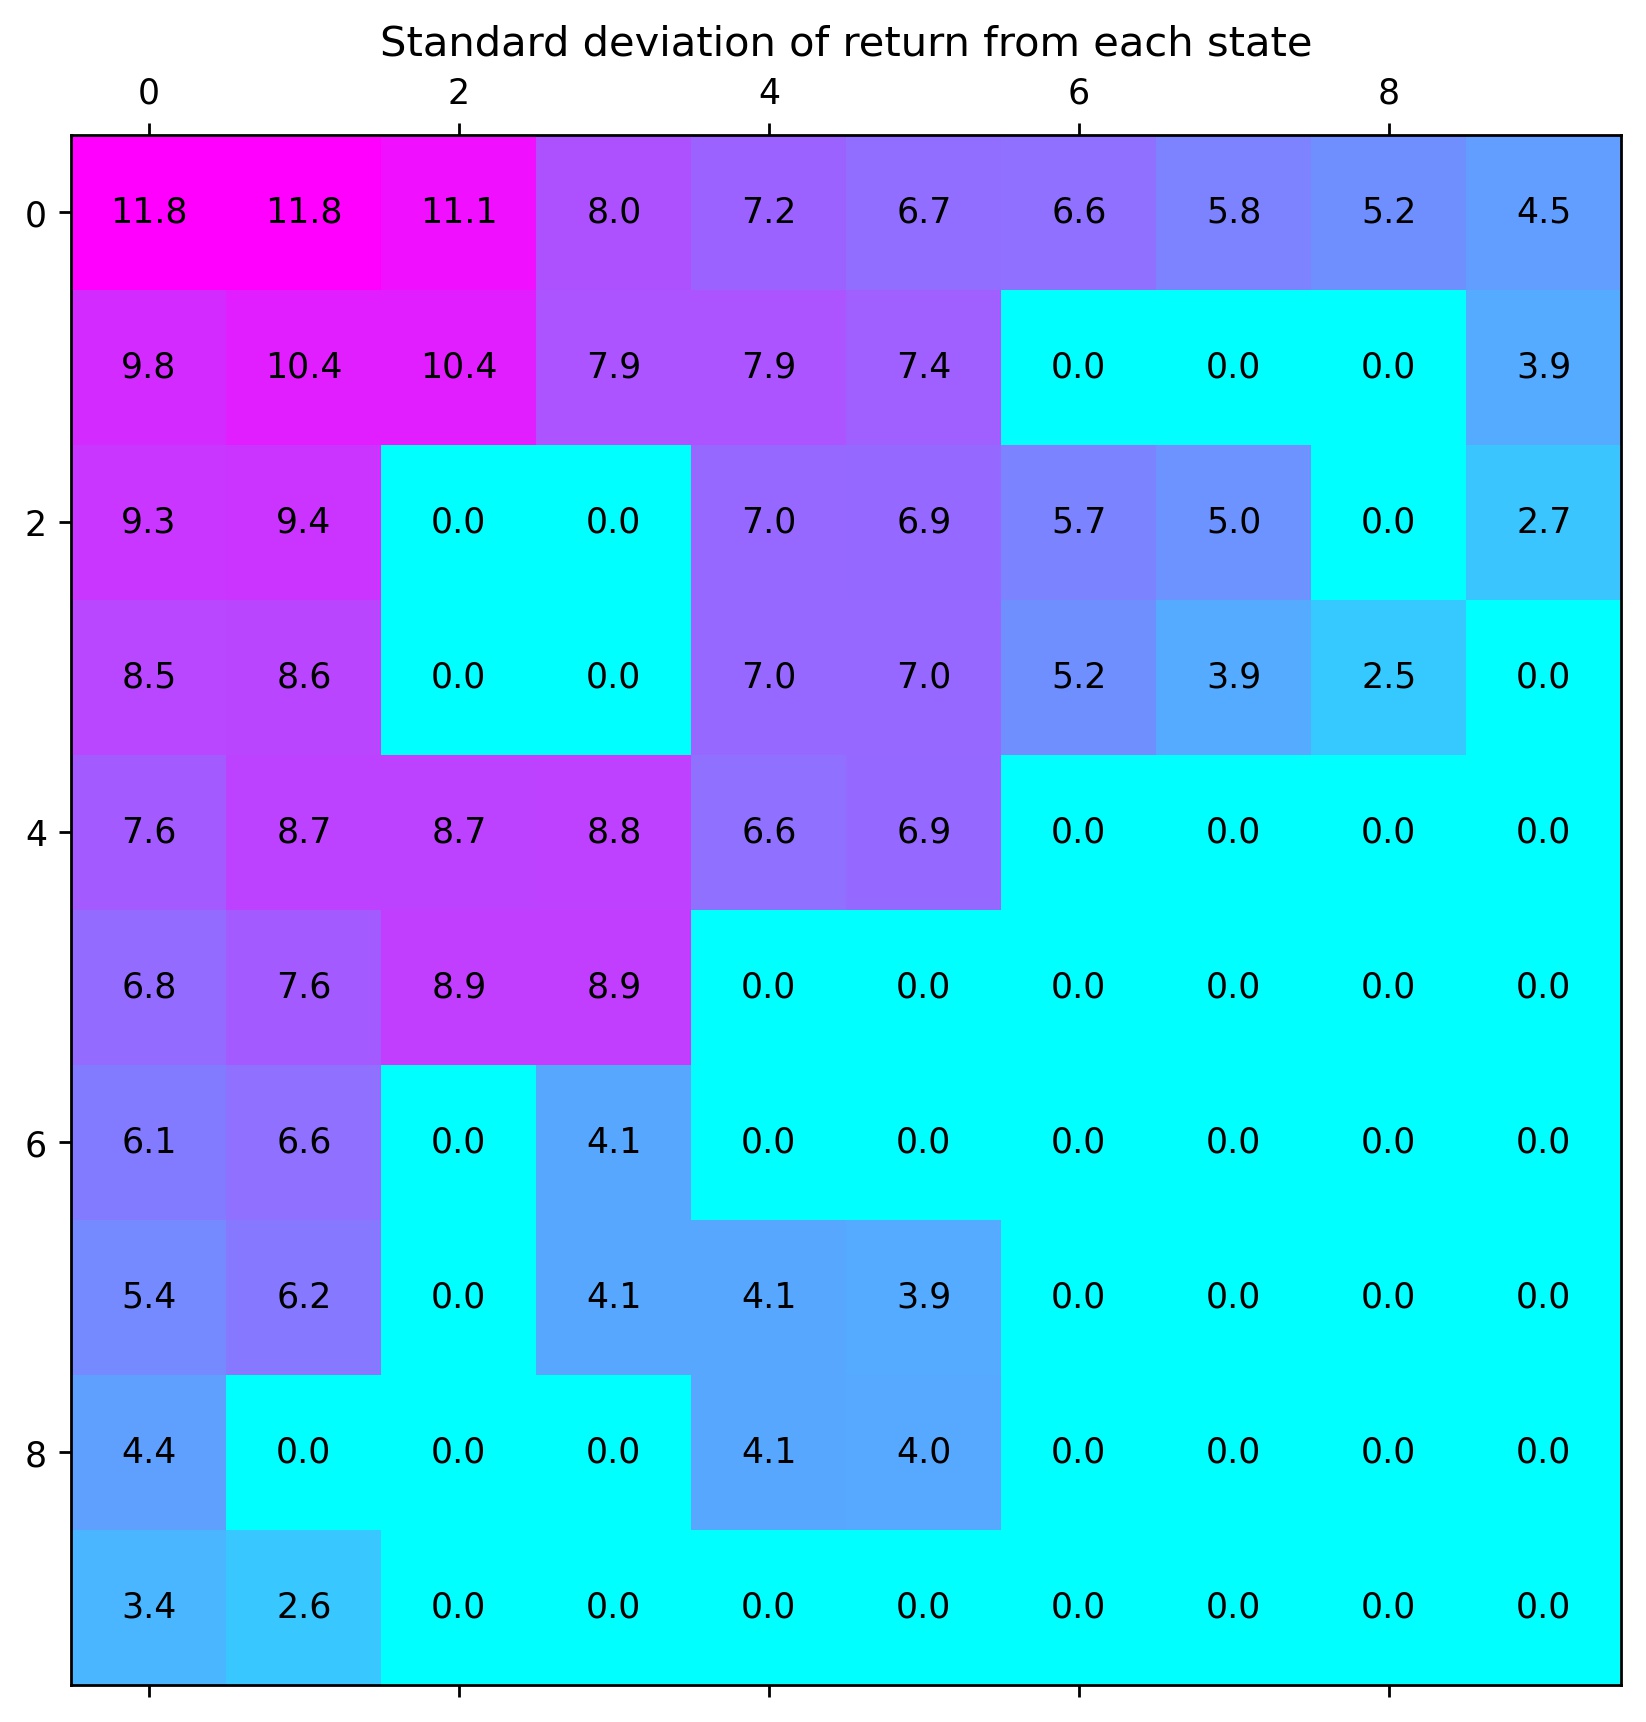 Standard deviation of return from each state
0 2 4 6 8
0 11.8 11.8 11.1 8.0 7.2 6.7 6.6 5.8 5.2 4.5
9.8 10.4 10.4 7.9 7.9 7.4 0.0 0.0 0.0 3.9
2 9.3 9.4 0.0 0.0 7.0 6.9 5.7 5.0 0.0 2.7
8.5 8.6 0.0 0.0 7.0 7.0 5.2 3.9 2.5 0.0
4 7.6 8.7 8.7 8.8 6.6 6.9 0.0 0.0 0.0 0.0
6.8 7.6 8.9 8.9 0.0 0.0 0.0 0.0 0.0 0.0
6 6.1 6.6 0.0 4.1 0.0 0.0 0.0 0.0 0.0 0.0
5.4 6.2 0.0 4.1 4.1 3.9 0.0 0.0 0.0 0.0
8 4.4 0.0 0.0 0.0 4.1 4.0 0.0 0.0 0.0 0.0
3.4 2.6 0.0 0.0 0.0 0.0 0.0 0.0 0.0 0.0